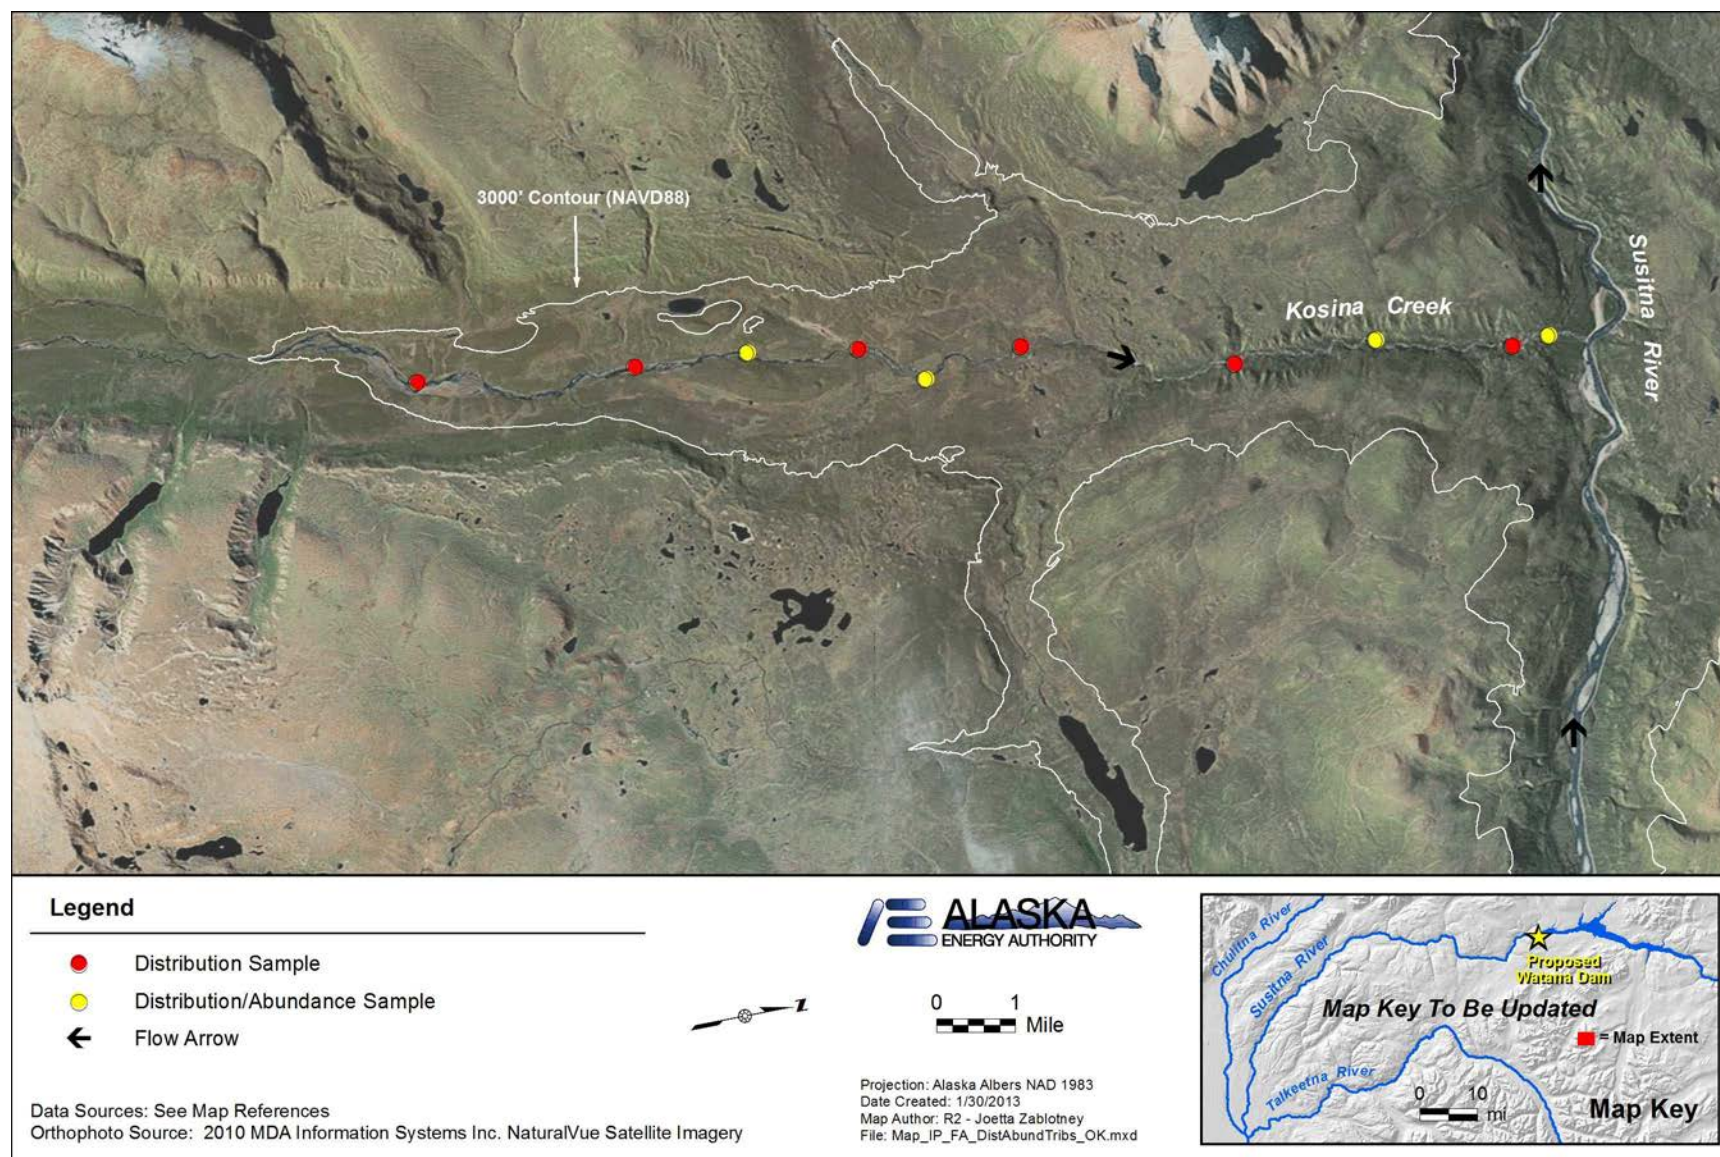 3000' Contour (NAVD88)
Kosina Creek
Susitna River
Legend
Distribution Sample
Distribution/Abundance Sample
Flow Arrow
Data Sources: See Map References
Orthophoto Source: 2010 MDA Information Systems Inc. NaturalVue Satellite Imagery
Z
ALASKA
ENERGY AUTHORITY
0 1
Mile
Projection: Alaska Albers NAD 1983
Date Created: 1/30/2013
Map Author: R2 - Joetta Zablotney
File: Map_IP_FA_DistAbundTribs_OK.mxd
Chulitna River
Susitna River
Proposed
Watana Dam
Map Key To Be Updated
= Map Extent
Talkeetna River
0 10
mi
Map Key